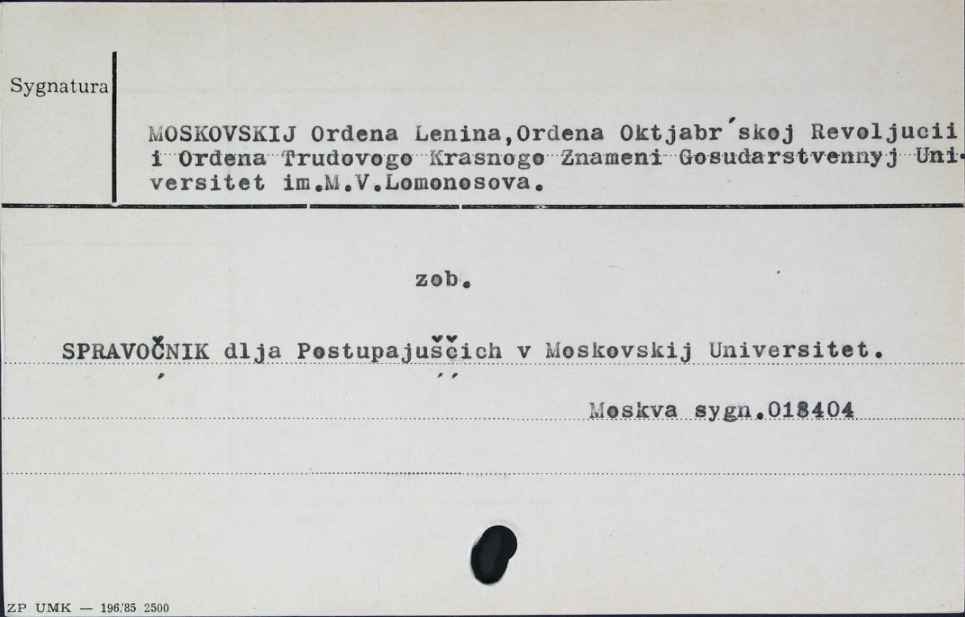 Sygnatura
MOSKOVSKIJ Ordena Lenina,Ordena Oktjabr´skoj Revoljucii
i Ordena Trudovogo Krasnogo Znameni Gosudarstvennyj Uni-
versitet im.M.V.Lomonosova.
zob.
SPRAVOČNIK dlja Postupajuščich v Moskovskij Universitet.
Moskva sygn.018404
ZP UMK — 196/85 2500